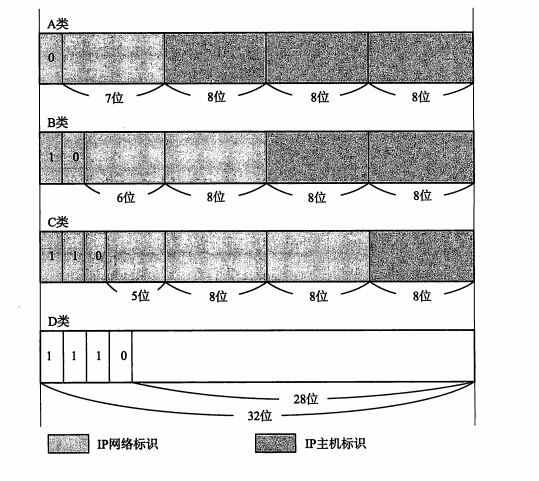 A类
0
7位 8位 8位 8位
B类
1 0
6位 8位 8位 8位
C类
1 1 0
5位 8位 8位 8位
D类
1 1 1 0
28位
32位
IP网络标识 IP主机标识